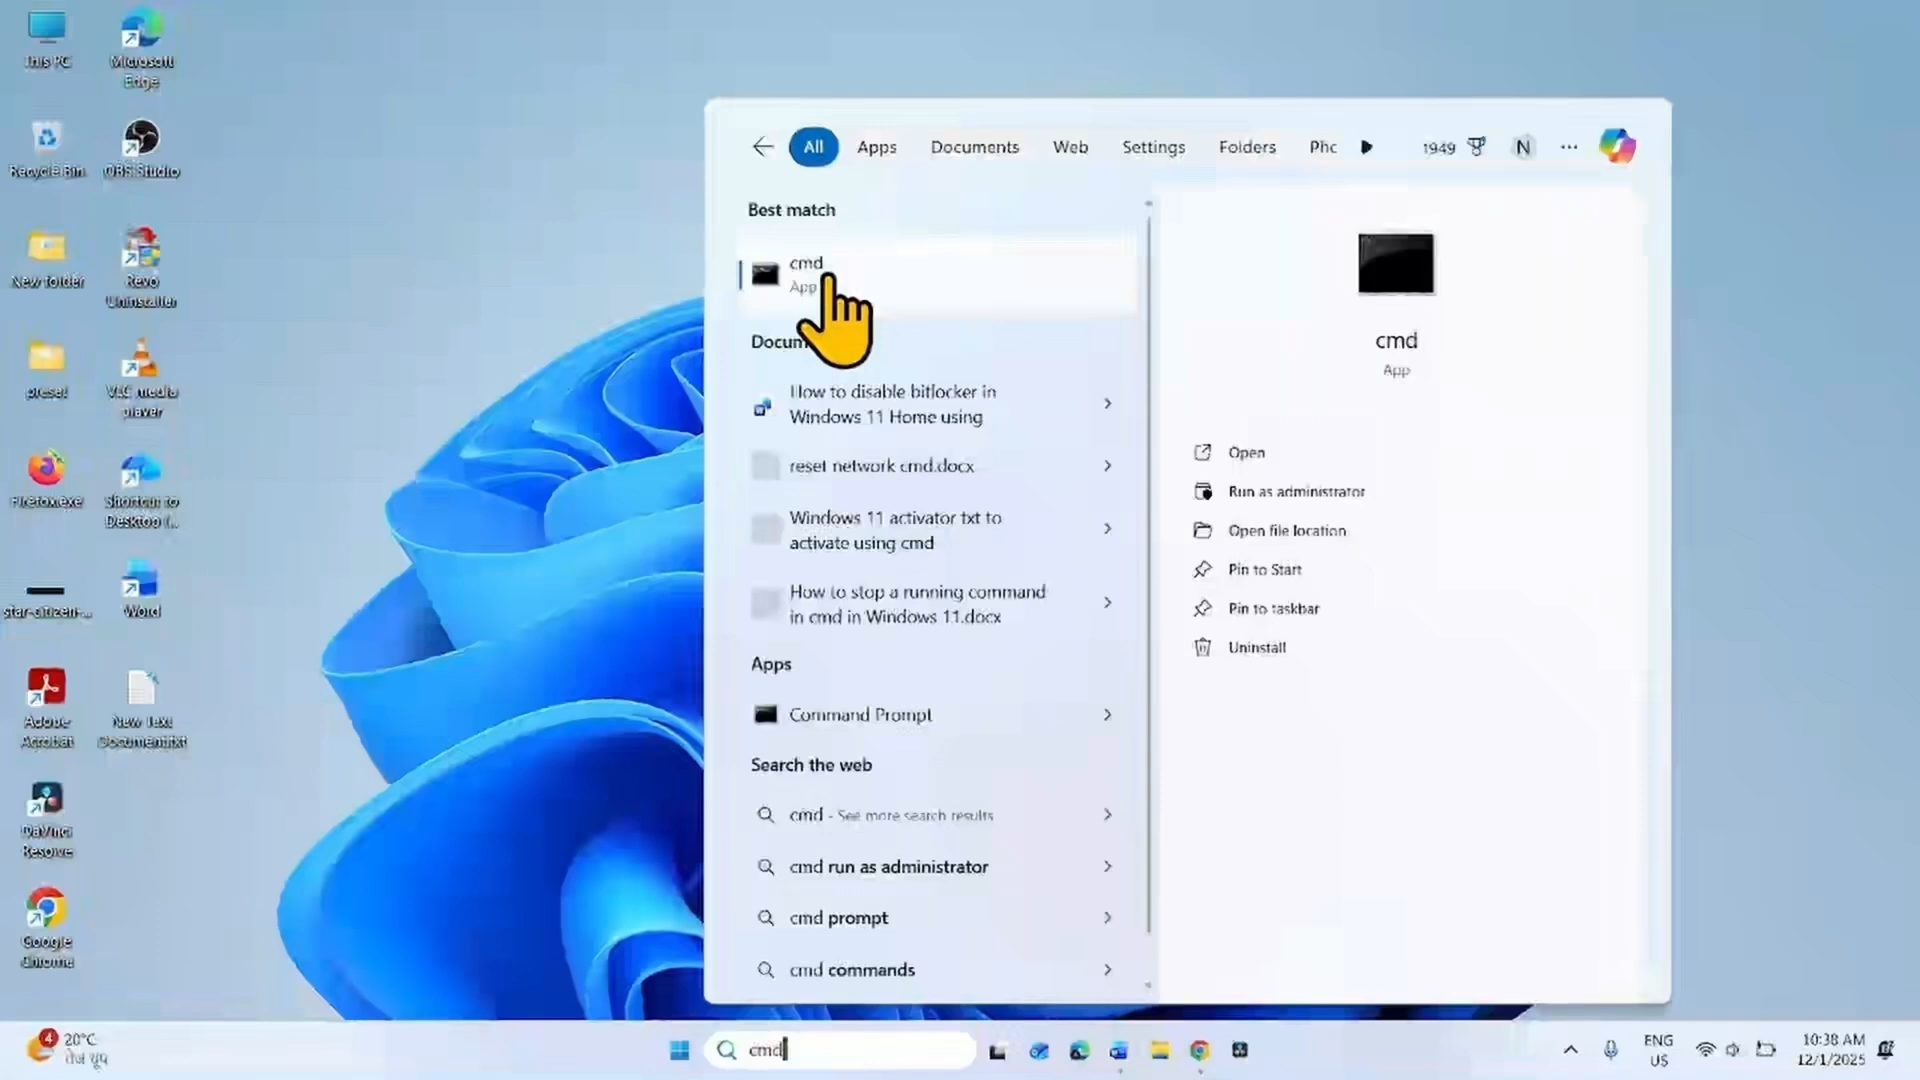 This PC
Microsoft
Edge
Recycle Bin
OBS Studio
New folder
Revo
Uninstaller
preset
VLC media
player
Firefox.exe
Shortcut to
Desktop (...
star-citizen-...
Word
Adobe
Acrobat
New Text
Document.txt
DaVinci
Resolve
Google
Chrome
All
Apps
Documents
Web
Settings
Folders
Pho
1949
N
...
Best match
cmd
App
Docum
How to disable bitlocker in
Windows 11 Home using
reset network cmd.docx
Windows 11 activator txt to
activate using cmd
How to stop a running command
in cmd in Windows 11.docx
Apps
Command Prompt
Search the web
cmd - See more search results
cmd run as administrator
cmd prompt
cmd commands
cmd
App
Open
Run as administrator
Open file location
Pin to Start
Pin to taskbar
Uninstall
4
20°C
तेज धूप
cmd
ENG
US
10:38 AM
12/1/2025